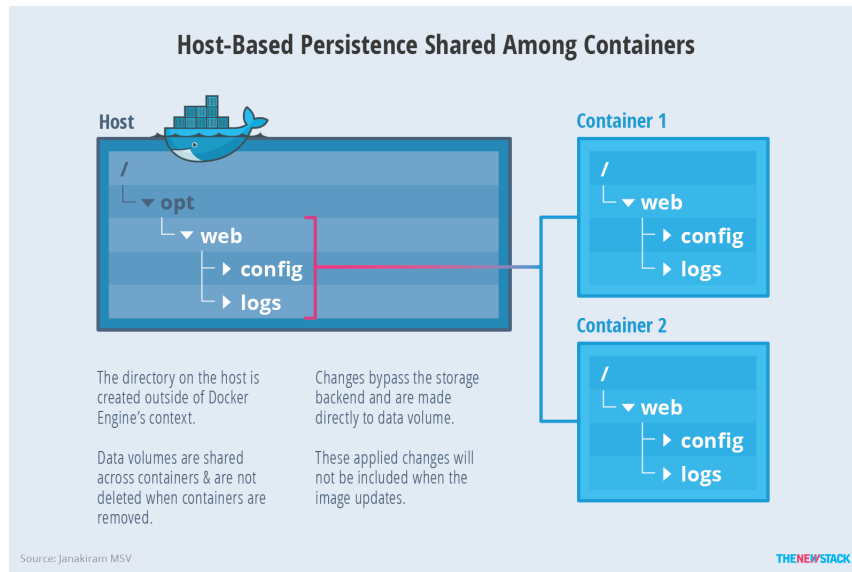 Host-Based Persistence Shared Among Containers
Host
/
opt
web
config
logs
Container 1
/
web
config
logs
Container 2
/
web
config
logs
The directory on the host is
created outside of Docker
Engine's context.
Data volumes are shared
across containers & are not
deleted when containers are
removed.
Changes bypass the storage
backend and are made
directly to data volume.
These applied changes will
not be included when the
image updates.
Source: Janakiram MSV
THENEWSTACK